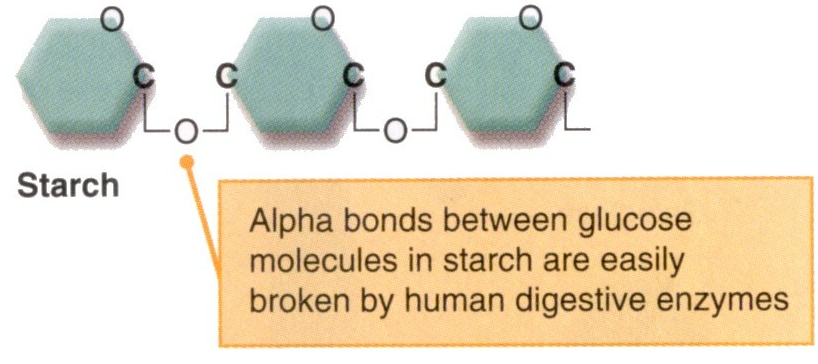 O O O
C C C C C
O O
Starch
Alpha bonds between glucose
molecules in starch are easily
broken by human digestive enzymes